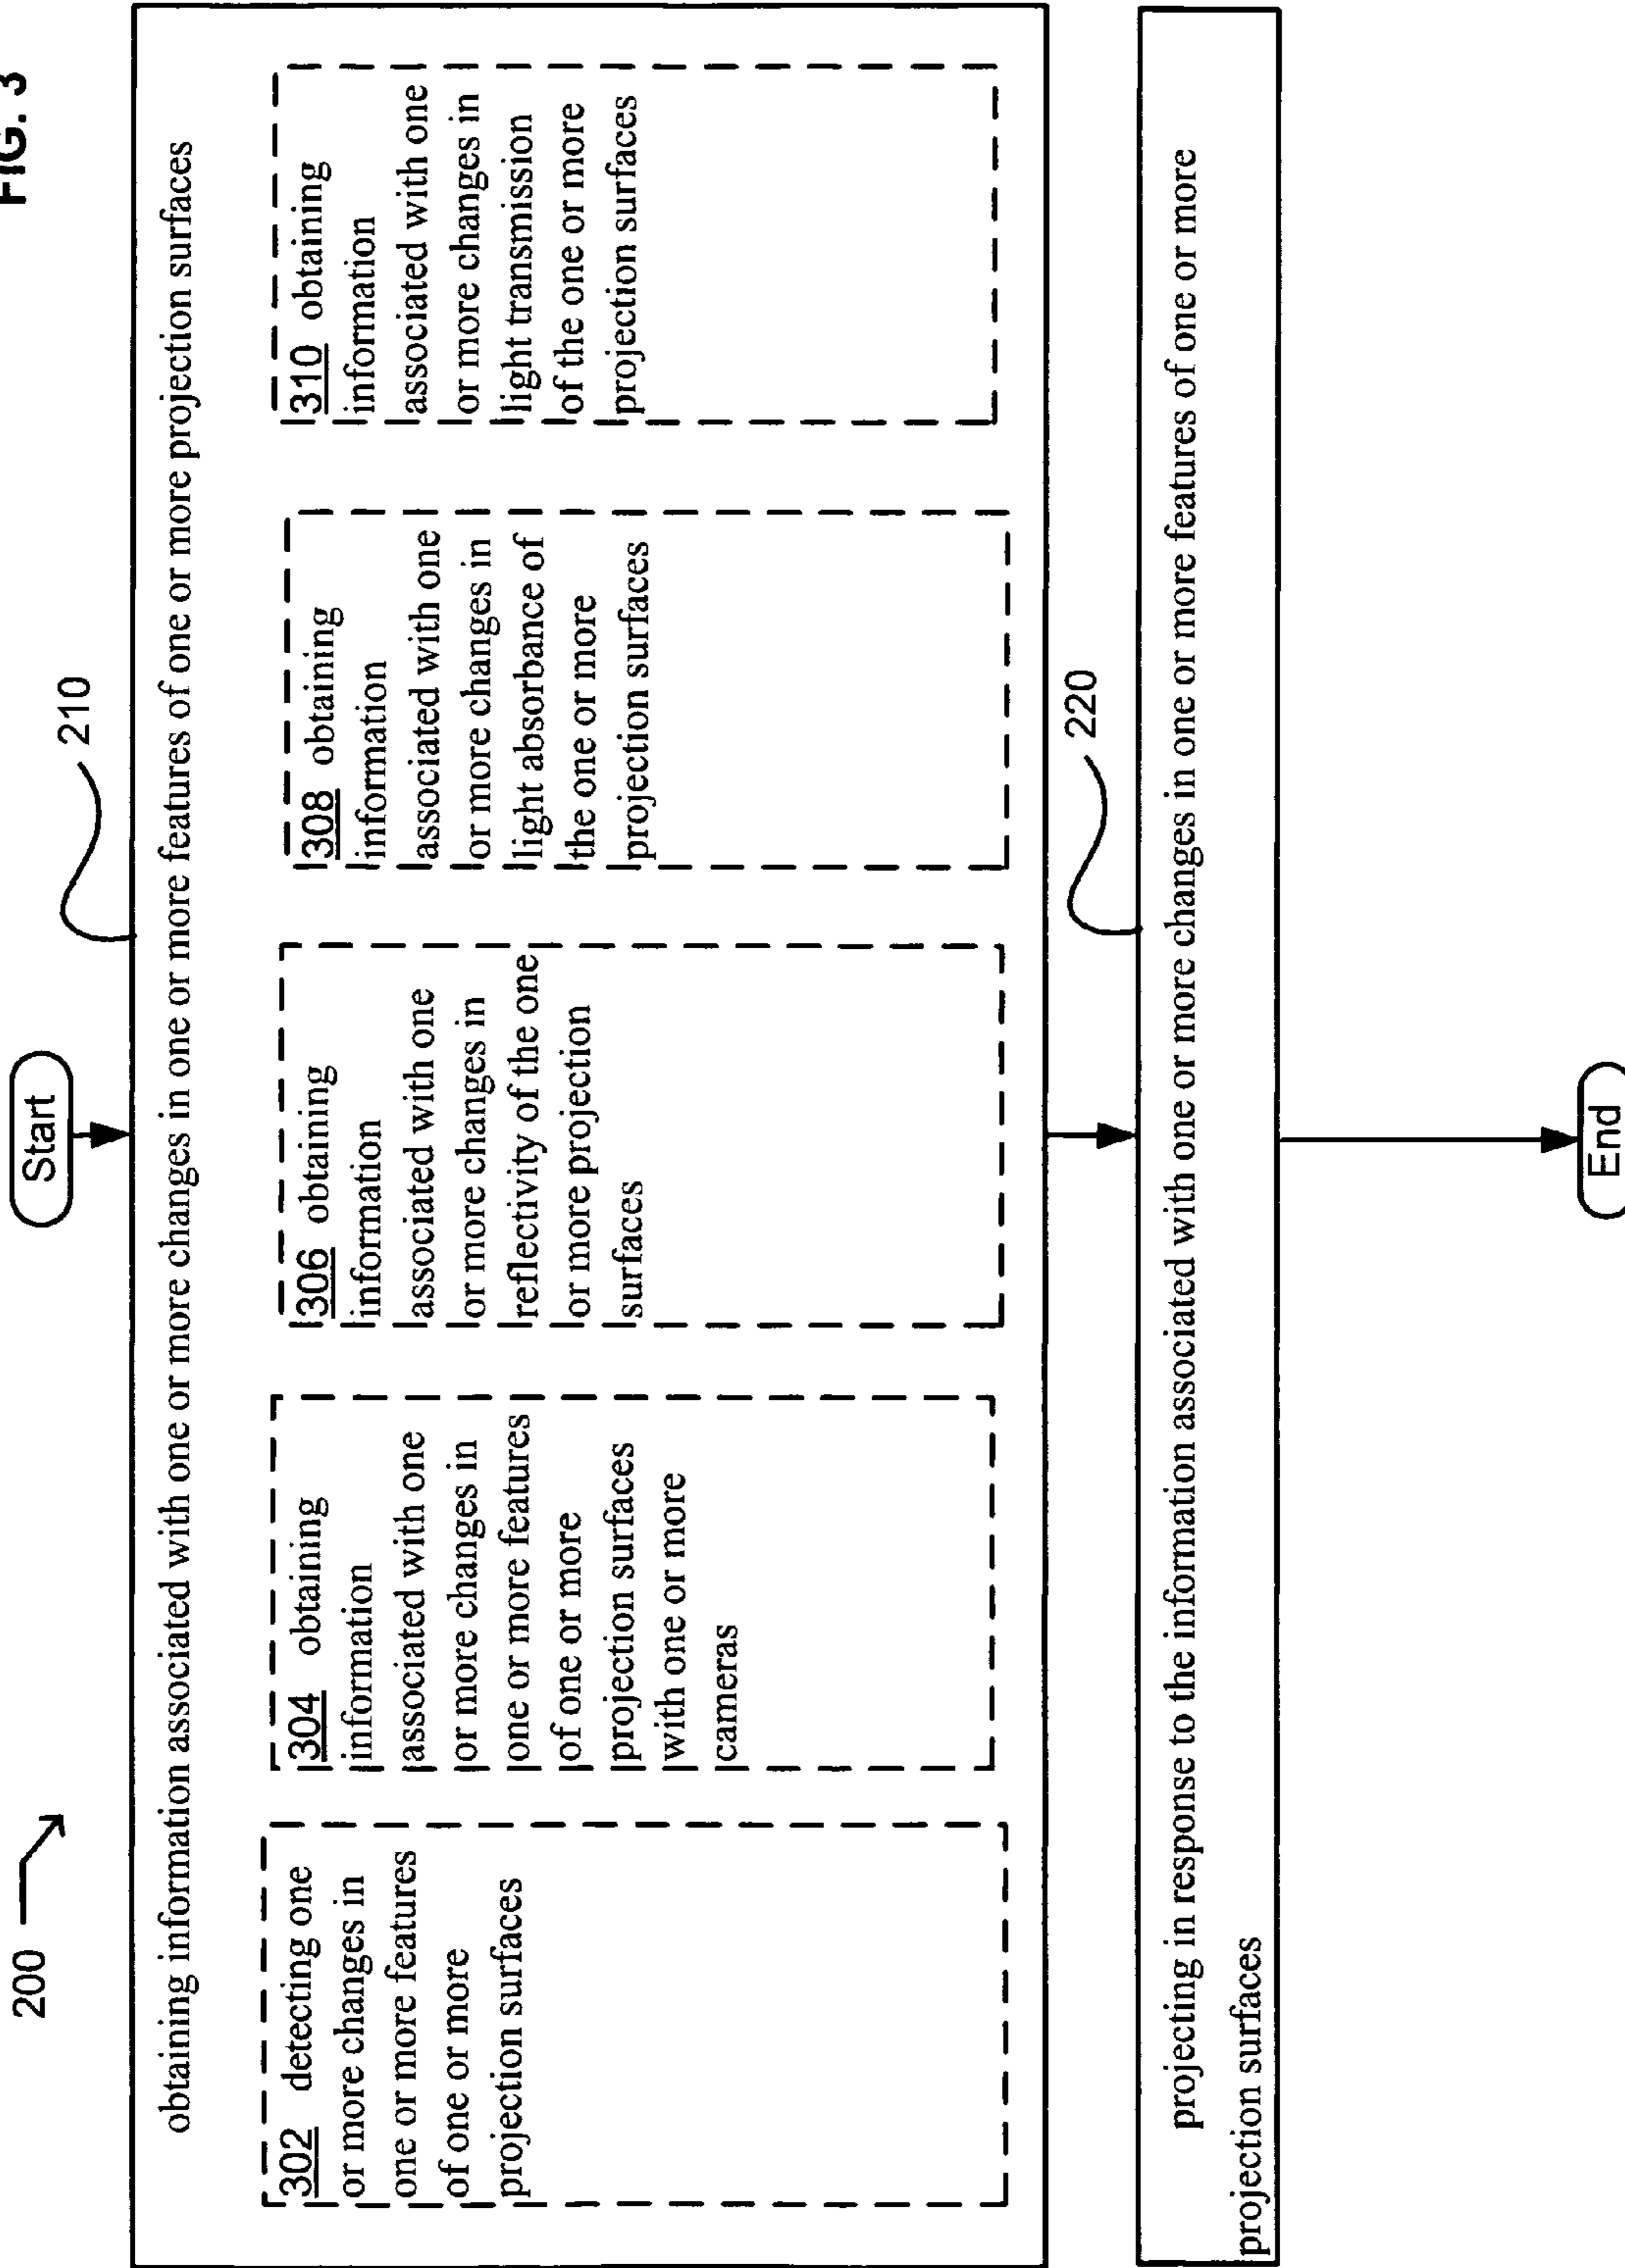 FIG. 3
200
Start
210
obtaining information associated with one or more changes in one or more features of one or more projection surfaces
302 detecting one
or more changes in
one or more features
of one or more
projection surfaces
304 obtaining
information
associated with one
or more changes in
one or more features
of one or more
projection surfaces
with one or more
cameras
306 obtaining
information
associated with one
or more changes in
reflectivity of the one
or more projection
surfaces
308 obtaining
information
associated with one
or more changes in
light absorbance of
the one or more
projection surfaces
310 obtaining
information
associated with one
or more changes in
light transmission
of the one or more
projection surfaces
220
projecting in response to the information associated with one or more changes in one or more features of one or more
projection surfaces
End